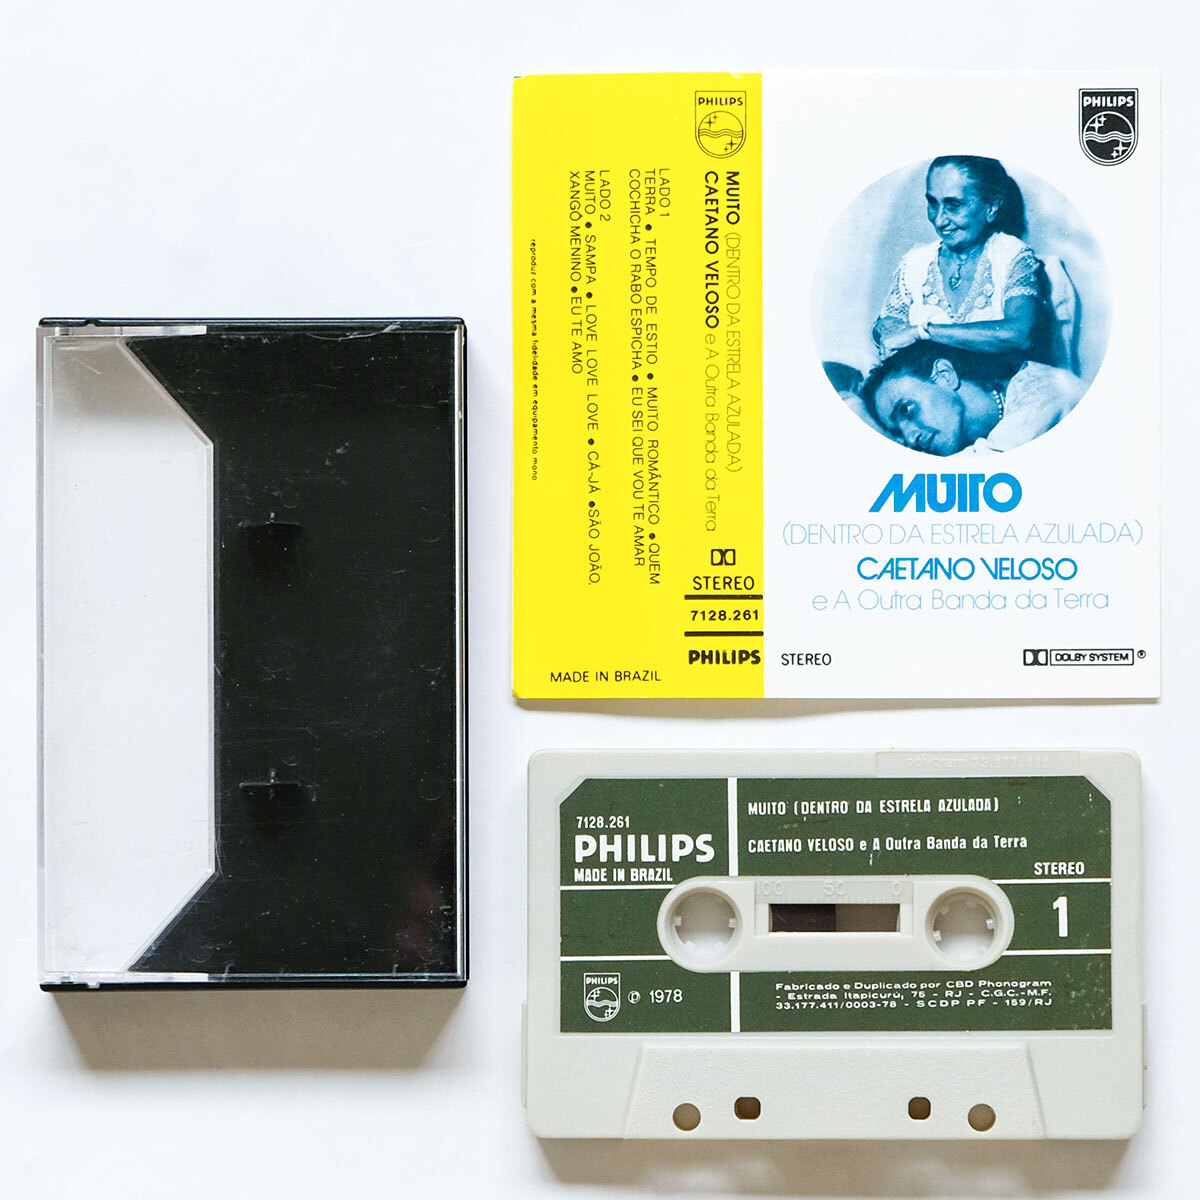 PHILIPS
MUITO (DENTRO DA ESTRELA AZULADA)
CAETANO VELOSO e A Outra Banda da Terra
LADO 1
TERRA • TEMPO DE ESTIO • MUITO ROMÂNTICO • QUEM
COCHICHA O RABO ESPICHA • EU SEI QUE VOU TE AMAR
LADO 2
MUITO • SAMPA • LOVE LOVE LOVE • CÁ-JÁ • SÃO JOÃO,
XANGÔ MENINO • EU TE AMO
reproduz com a mesma fidelidade em equipamento mono
STEREO
7128.261
PHILIPS
MADE IN BRAZIL
PHILIPS
MUITO
(DENTRO DA ESTRELA AZULADA)
CAETANO VELOSO
e A Outra Banda da Terra
STEREO
DOLBY SYSTEM ®
polygram 33.177.411
MUITO (DENTRO DA ESTRELA AZULADA)
7128.261
PHILIPS
MADE IN BRAZIL
CAETANO VELOSO e A Outra Banda da Terra
STEREO
100 50 0
1
PHILIPS
℗ 1978
Fabricado e Duplicado por CBD Phonogram
- Estrada Itapicurú, 75 - RJ - C.G.C.-M.F.
33.177.411/0003-78 - SCDP PF - 159/RJ